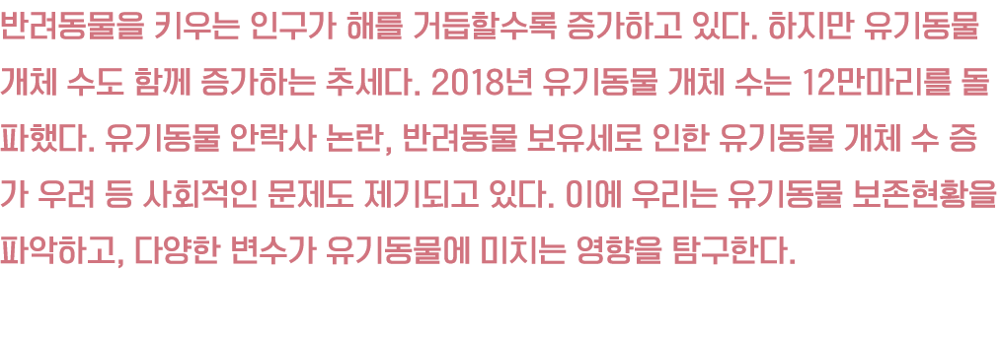 반려동물을 키우는 인구가 해를 거듭할수록 증가하고 있다. 하지만 유기동물
개체 수도 함께 증가하는 추세다. 2018년 유기동물 개체 수는 12만마리를 돌
파했다. 유기동물 안락사 논란, 반려동물 보유세로 인한 유기동물 개체 수 증
가 우려 등 사회적인 문제도 제기되고 있다. 이에 우리는 유기동물 보존현황을
파악하고, 다양한 변수가 유기동물에 미치는 영향을 탐구한다.